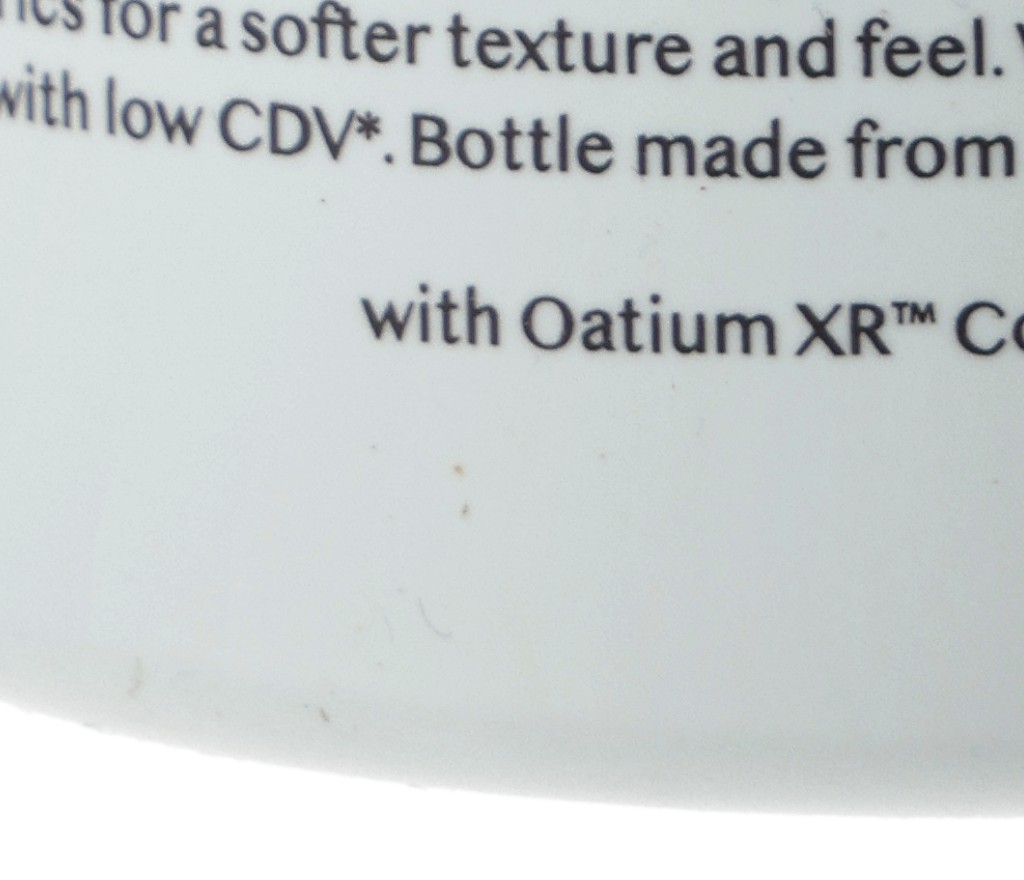 for a softer texture and feel.
with low CDV*. Bottle made from
with Oatium XR™